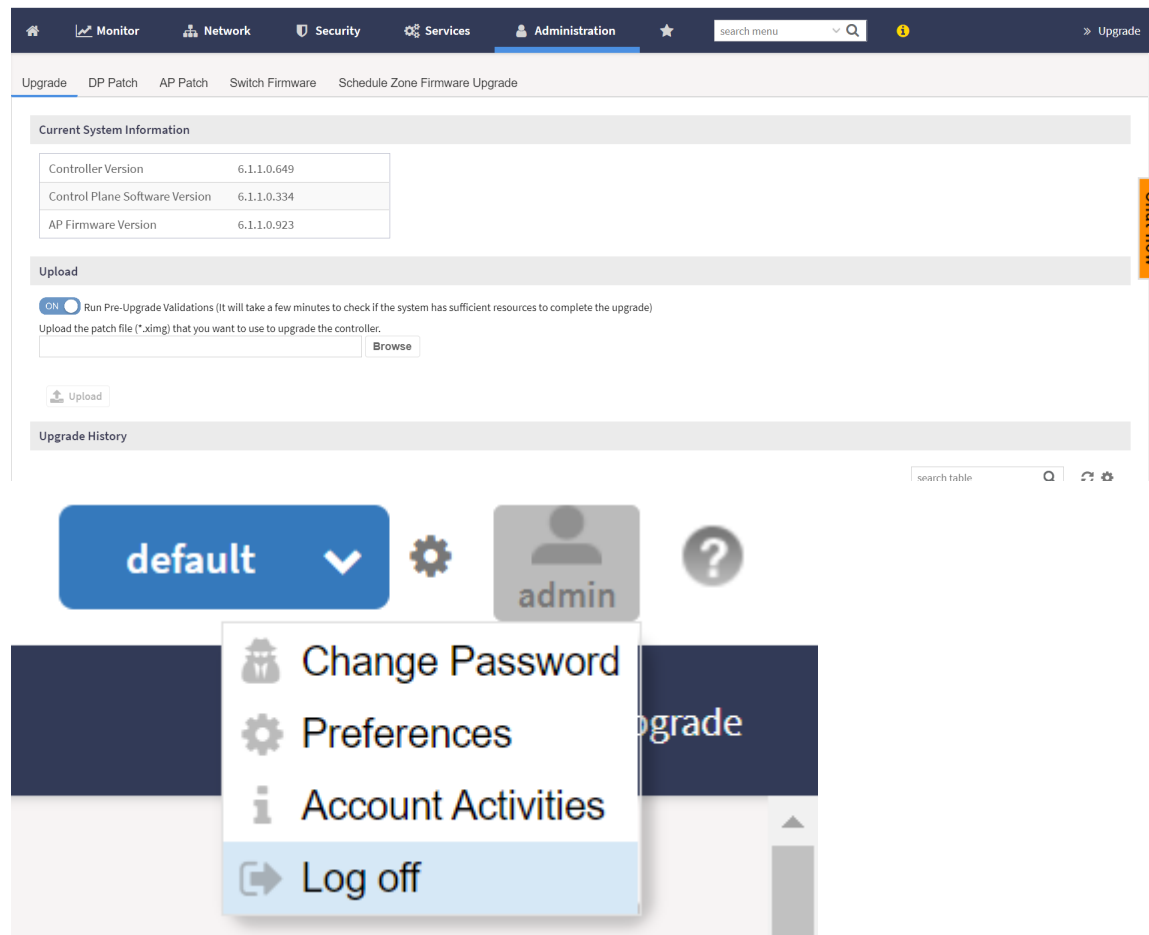 Monitor Network Security Services Administration search menu » Upgrade
Upgrade DP Patch AP Patch Switch Firmware Schedule Zone Firmware Upgrade
Current System Information
Controller Version 6.1.1.0.649
Control Plane Software Version 6.1.1.0.334
AP Firmware Version 6.1.1.0.923
Upload
ON Run Pre-Upgrade Validations (It will take a few minutes to check if the system has sufficient resources to complete the upgrade)
Upload the patch file (*.ximg) that you want to use to upgrade the controller.
Browse
Upload
Upgrade History
search table
default admin
Change Password
Preferences
pgrade
Account Activities
Log off